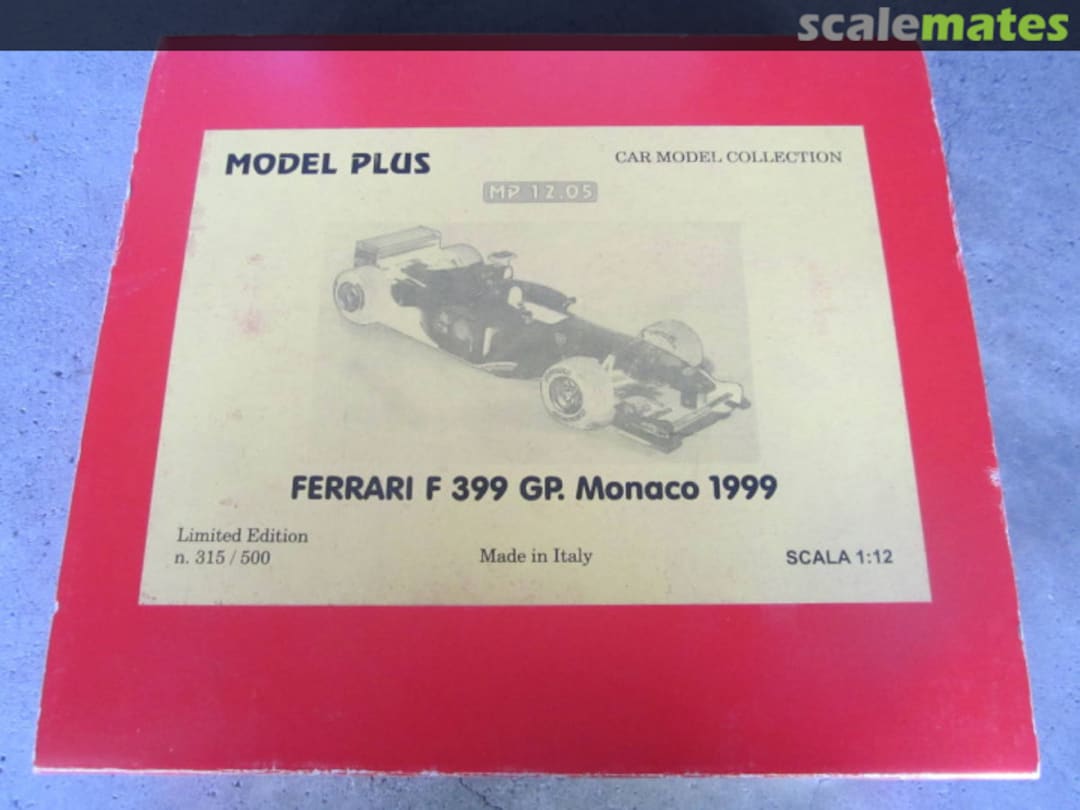 scalemates
MODEL PLUS
CAR MODEL COLLECTION
MP 12.05
FERRARI F 399 GP. Monaco 1999
Limited Edition
n. 315 / 500
Made in Italy
SCALA 1:12